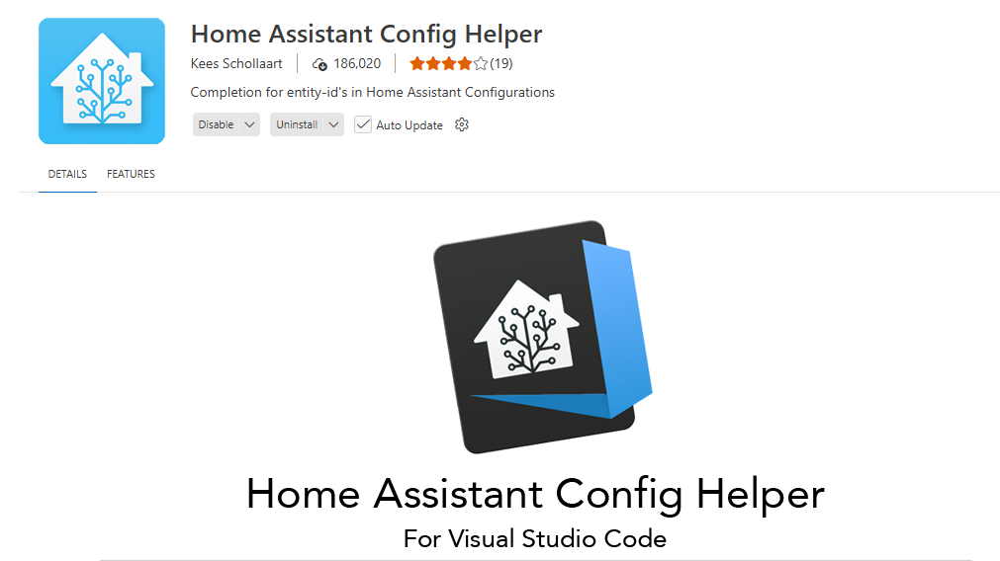 Home Assistant Config Helper
Kees Schollaart 186,020 (19)
Completion for entity-id's in Home Assistant Configurations
Disable Uninstall Auto Update
DETAILS FEATURES
Home Assistant Config Helper
For Visual Studio Code